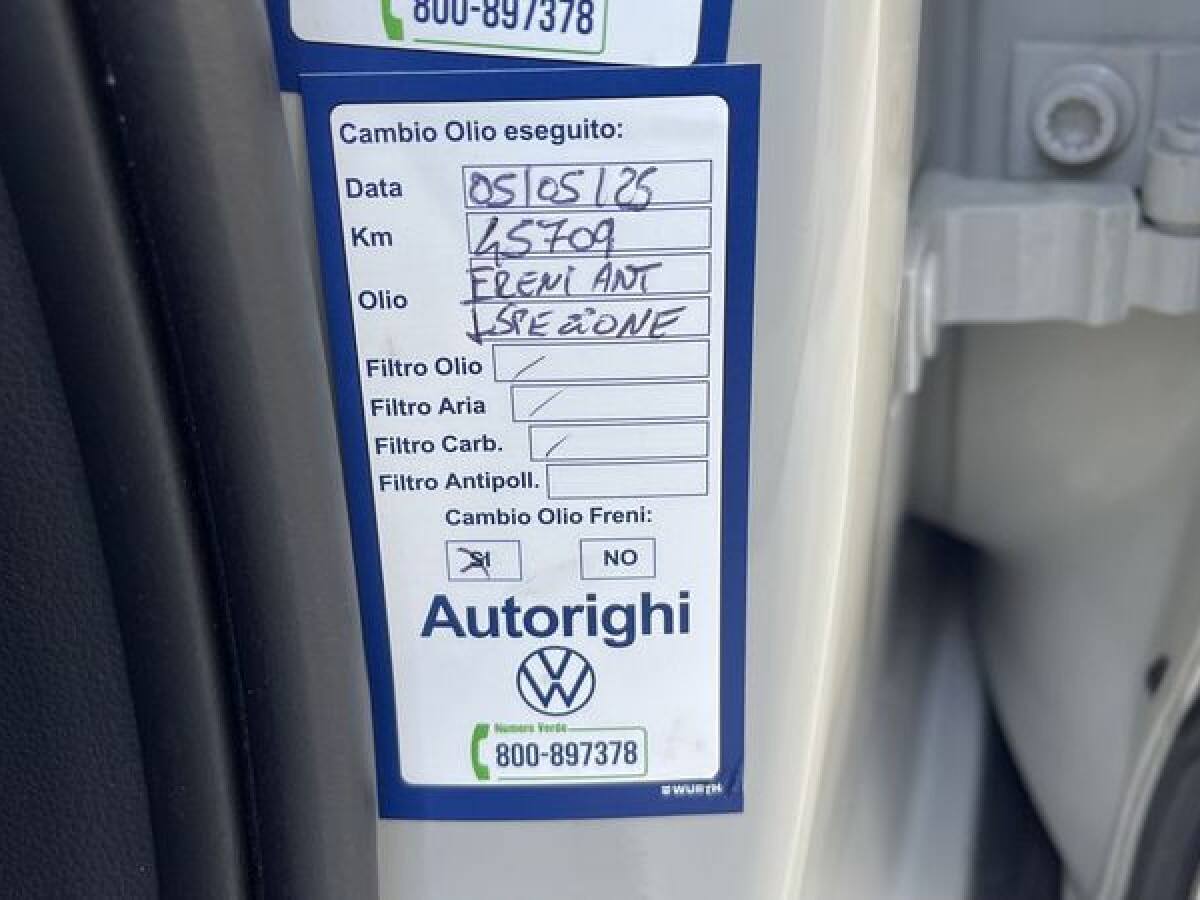 800-897378
Cambio Olio eseguito:
Data 05/05/25
Km 45709
Olio FRENI ANT
ISPEZIONE
Filtro Olio /
Filtro Aria /
Filtro Carb. /
Filtro Antipoll.
Cambio Olio Freni:
SI NO
Autorighi
Numero Verde
800-897378
WÜRTH